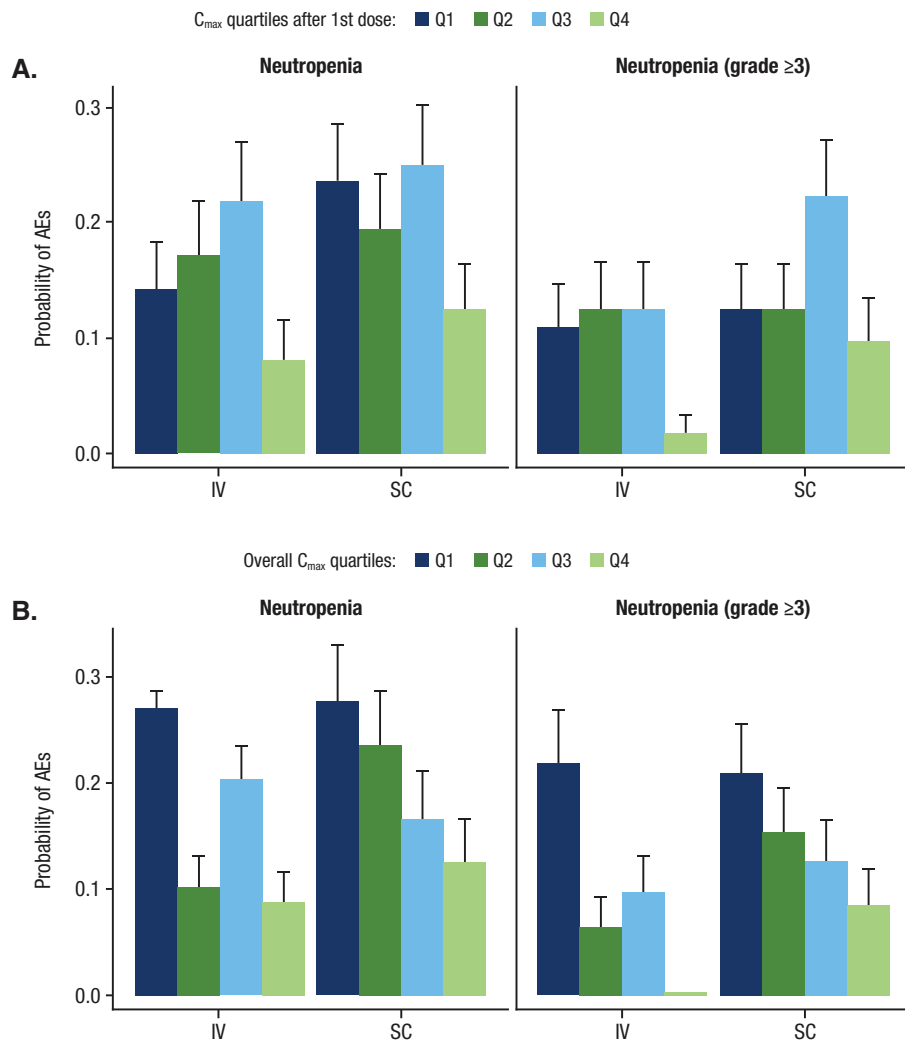 Cmax quartiles after 1st dose: Q1 Q2 Q3 Q4
A.
Neutropenia
Neutropenia (grade ≥3)
Probability of AEs
0.3
0.2
0.1
0.0
IV
SC
IV
SC
Overall Cmax quartiles: Q1 Q2 Q3 Q4
B.
Neutropenia
Neutropenia (grade ≥3)
Probability of AEs
0.3
0.2
0.1
0.0
IV
SC
IV
SC